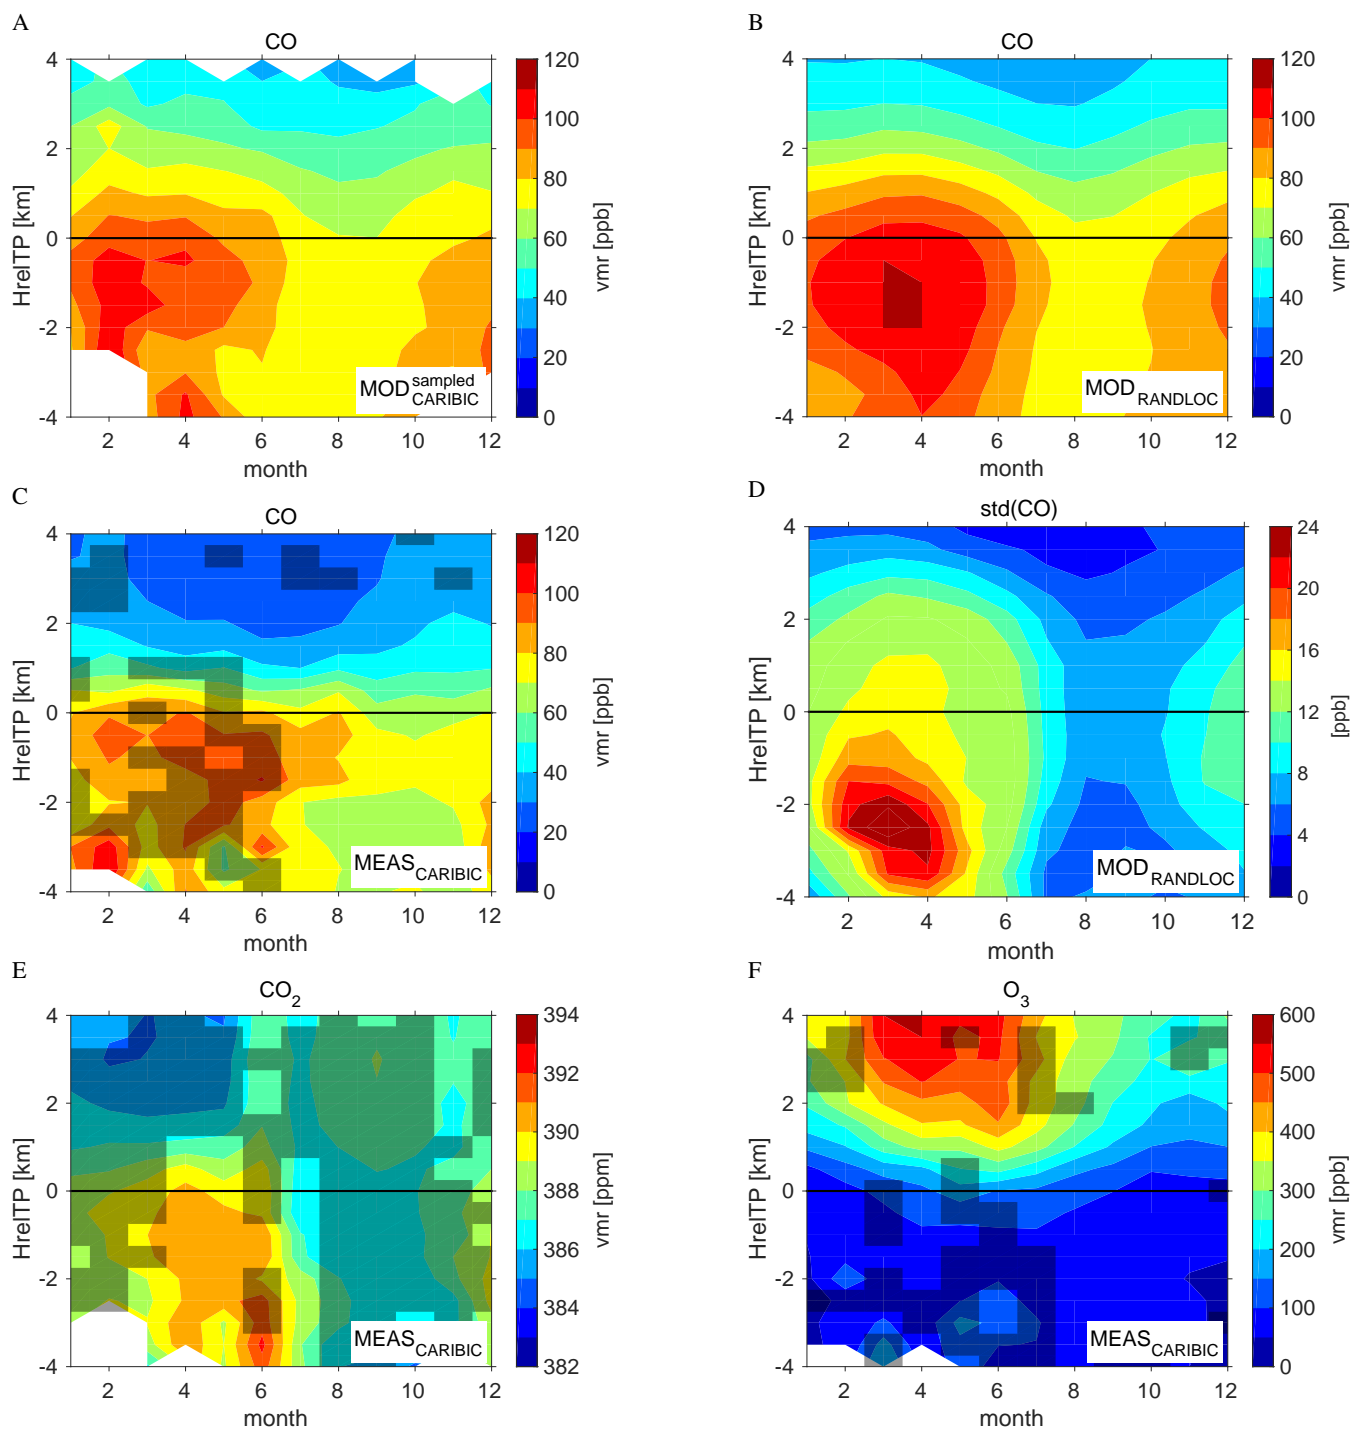 A
CO
4
2
0
-2
-4
HrelTP [km]
2 4 6 8 10 12
month
MOD sampled CARIBIC
120
100
80
60
40
20
0
vmr [ppb]
B
CO
4
2
0
-2
-4
HrelTP [km]
2 4 6 8 10 12
month
MOD RANDLOC
120
100
80
60
40
20
0
vmr [ppb]
C
CO
4
2
0
-2
-4
HrelTP [km]
2 4 6 8 10 12
month
MEAS CARIBIC
120
100
80
60
40
20
0
vmr [ppb]
D
std(CO)
4
2
0
-2
-4
HrelTP [km]
2 4 6 8 10 12
month
MOD RANDLOC
24
20
16
12
8
4
0
[ppb]
E
CO2
4
2
0
-2
-4
HrelTP [km]
2 4 6 8 10 12
month
MEAS CARIBIC
394
392
390
388
386
384
382
vmr [ppm]
F
O3
4
2
0
-2
-4
HrelTP [km]
2 4 6 8 10 12
month
MEAS CARIBIC
600
500
400
300
200
100
0
vmr [ppb]